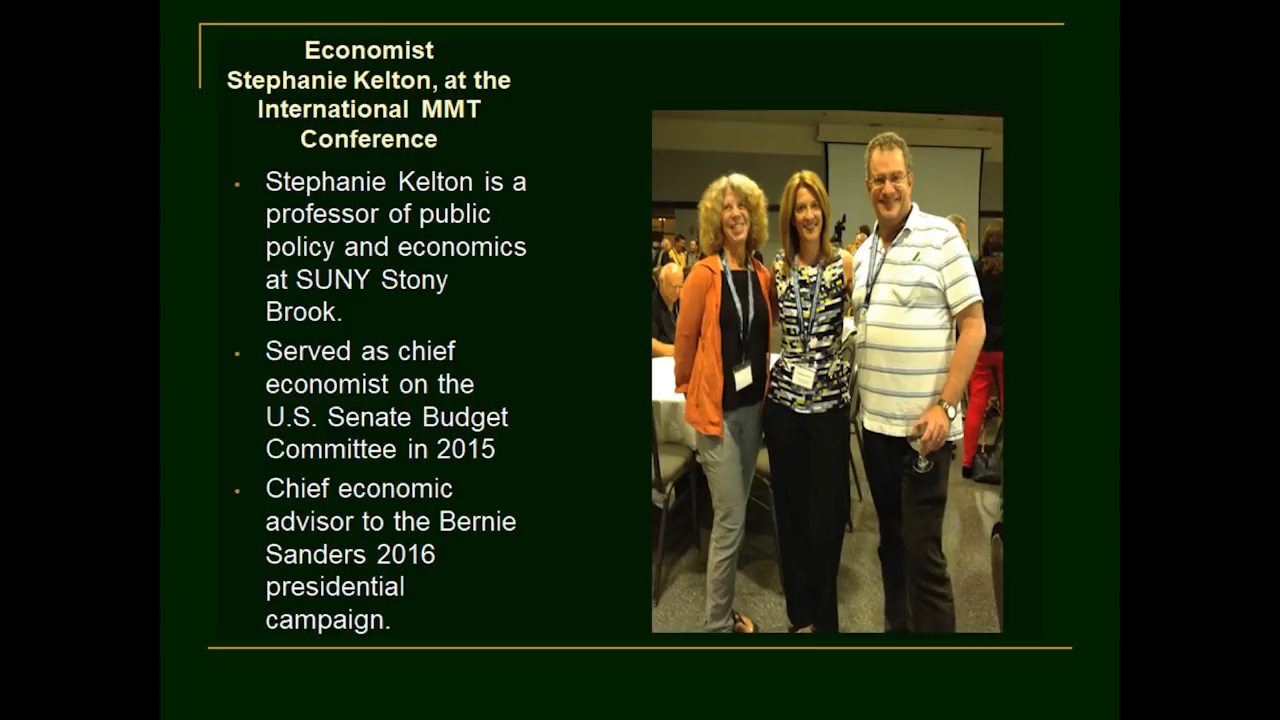 Economist
Stephanie Kelton, at the
International MMT
Conference
• Stephanie Kelton is a
professor of public
policy and economics
at SUNY Stony
Brook.
• Served as chief
economist on the
U.S. Senate Budget
Committee in 2015
• Chief economic
advisor to the Bernie
Sanders 2016
presidential
campaign.